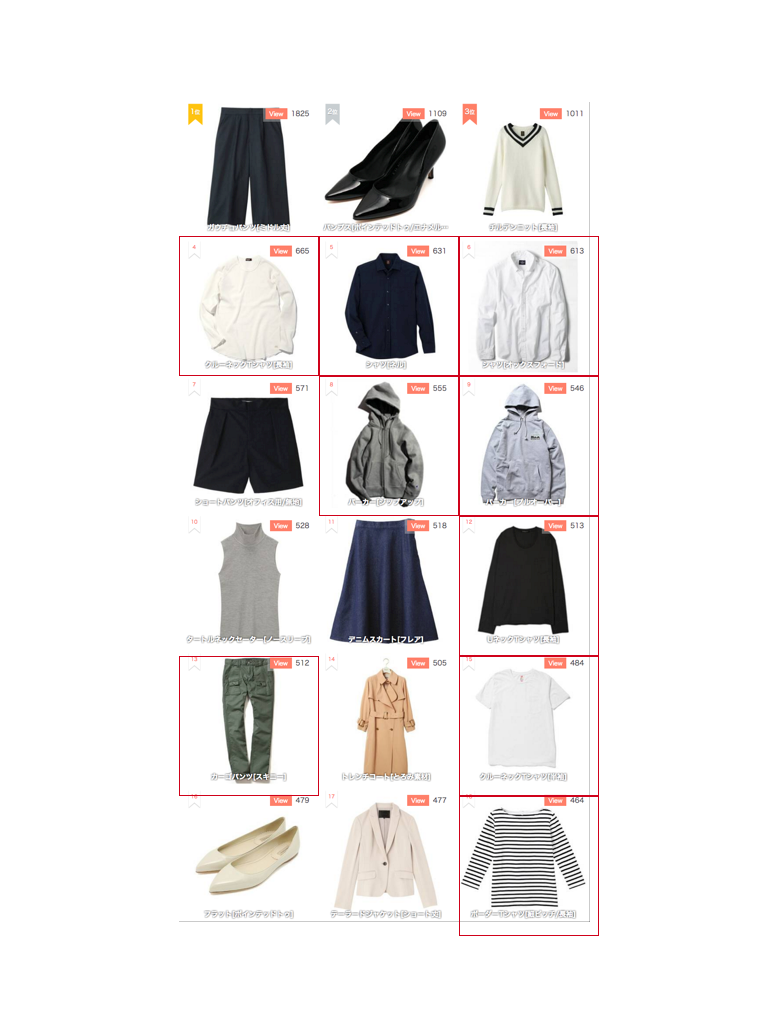 1位 View 1825
2位 View 1109
3位 View 1011
ガウチョパンツ[ミドル丈]
パンプス[ポインテッドトゥ/エナメル…
チルデンニット[長袖]
4 View 665
5 View 631
6 View 613
クルーネックTシャツ[長袖]
シャツ[ネル]
シャツ[オックスフォード]
7 View 571
8 View 555
9 View 546
ショートパンツ[オフィス用/無地]
パーカー[ジップアップ]
パーカー[プルオーバー]
10 View 528
11 View 518
12 View 513
タートルネックセーター[ノースリーブ]
デニムスカート[フレア]
UネックTシャツ[長袖]
13 View 512
14 View 505
15 View 484
カーゴパンツ[スキニー]
トレンチコート[とろみ素材]
クルーネックTシャツ[半袖]
16 View 479
17 View 477
View 464
フラット[ポインテッドトゥ]
テーラードジャケット[ショート丈]
ボーダーTシャツ[細ピッチ/長袖]